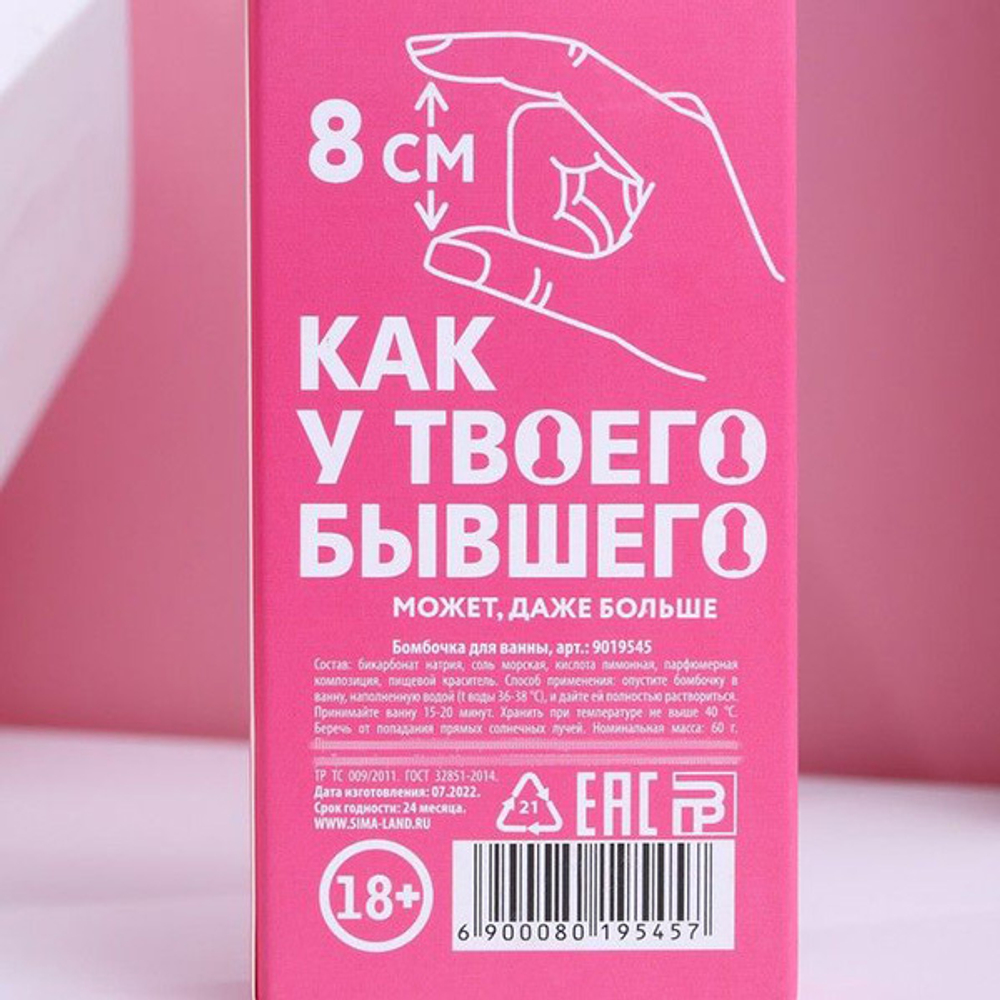 8 СМ
КАК
У ТВОЕГО
БЫВШЕГО
МОЖЕТ, ДАЖЕ БОЛЬШЕ
Бомбочка для ванны, арт.: 9019545
Состав: бикарбонат натрия, соль морская, кислота лимонная, парфюмерная
композиция, пищевой краситель. Способ применения: опустите бомбочку в
ванну, наполненную водой (t воды 36-38 °C), и дайте ей полностью раствориться.
Принимайте ванну 15-20 минут. Хранить при температуре не выше 40 °C.
Беречь от попадания прямых солнечных лучей. Номинальная масса: 60 г.
ТР ТС 009/2011. ГОСТ 32851-2014.
Дата изготовления: 07.2022.
Срок годности: 24 месяца.
WWW.SIMA-LAND.RU
21
EAC
18+
6 900080 195457